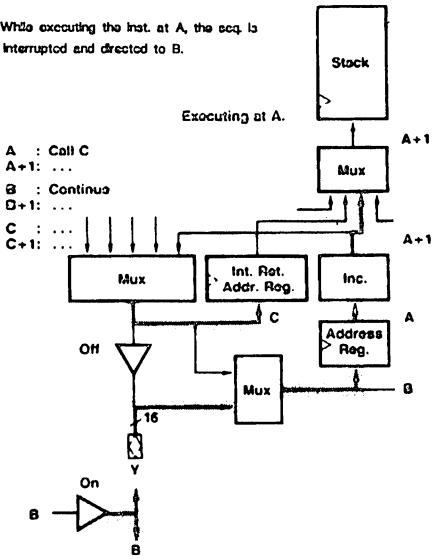 While executing the inst. at A, the seq. is
interrupted and directed to B.
Stack
Executing at A.
A+1
A : Call C
A+1: ...
Mux
B : Continue
B+1: ...
C : ...
C+1: ...
A+1
Mux
Int. Ret.
Addr. Reg.
Inc.
C
A
Address
Reg.
Off
Mux
B
16
Y
On
B
B